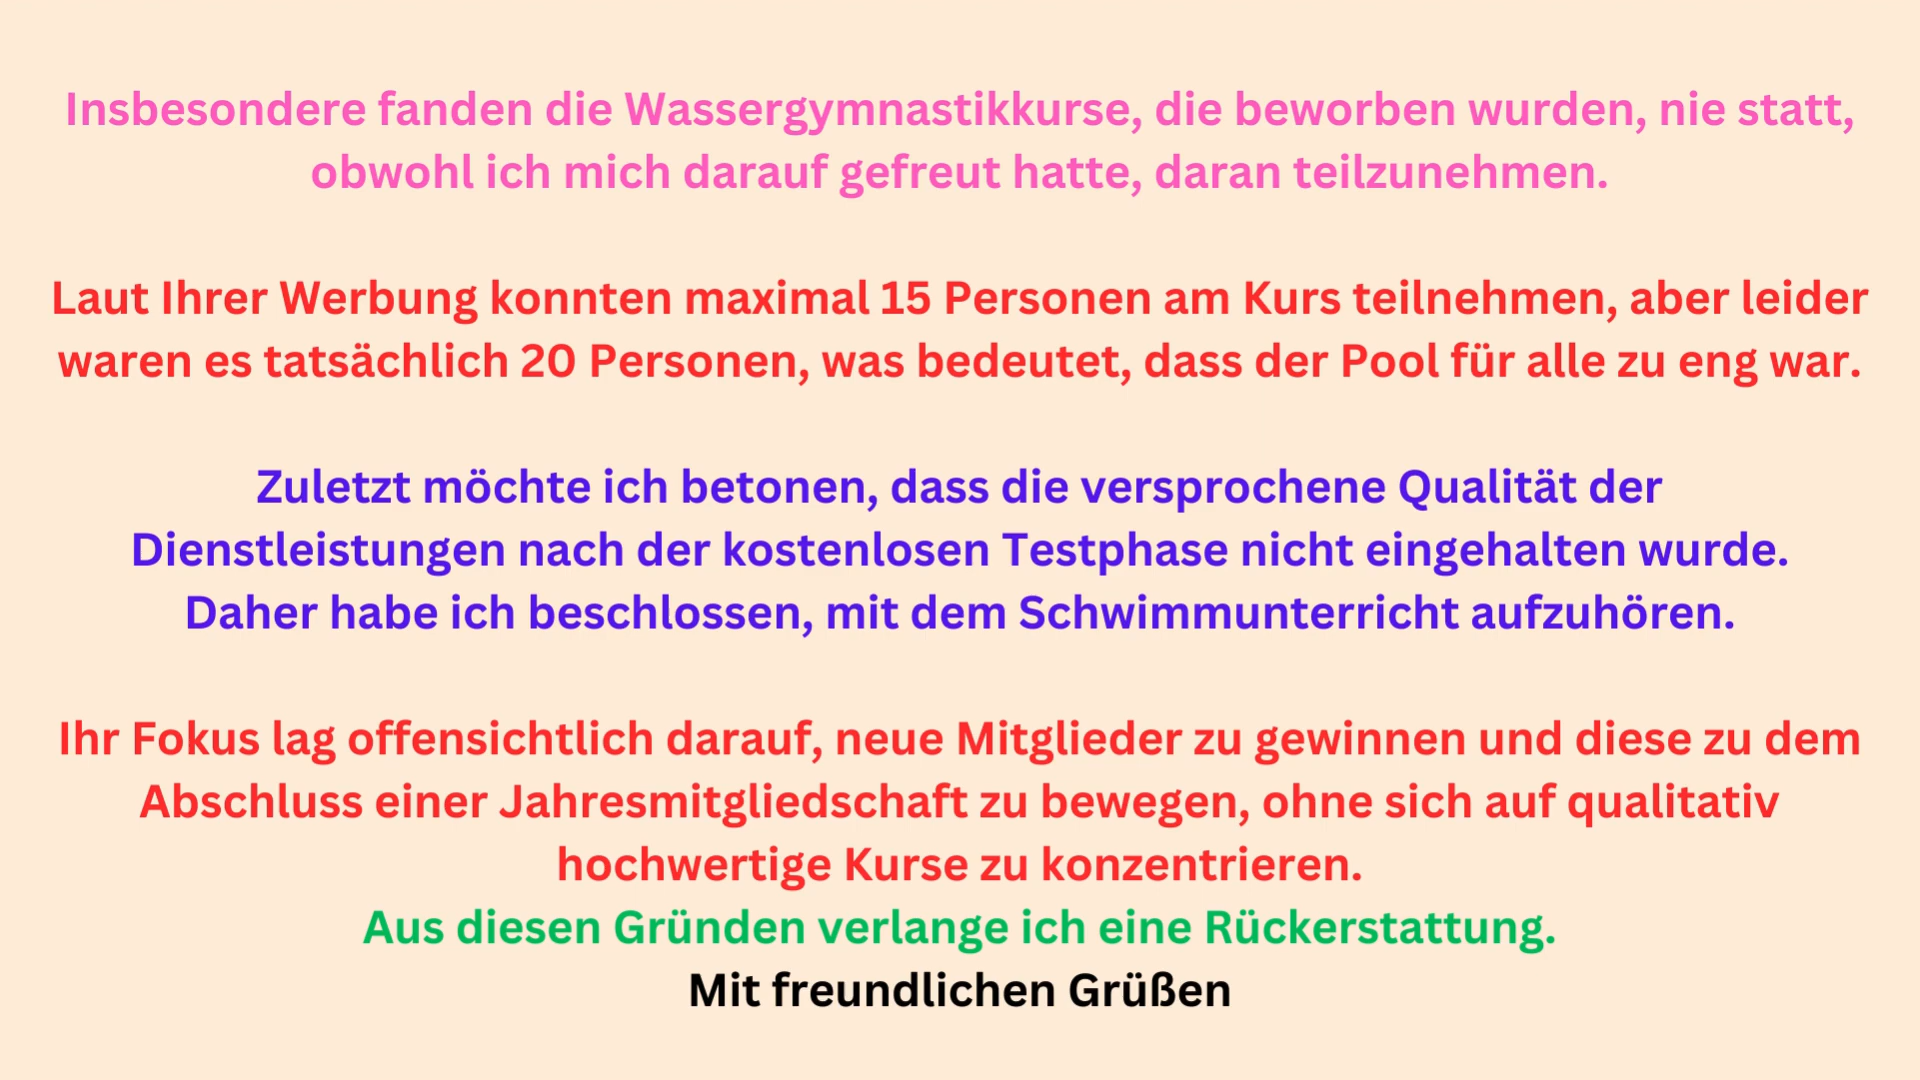 Insbesondere fanden die Wassergymnastikkurse, die beworben wurden, nie statt,
obwohl ich mich darauf gefreut hatte, daran teilzunehmen.
Laut Ihrer Werbung konnten maximal 15 Personen am Kurs teilnehmen, aber leider
waren es tatsächlich 20 Personen, was bedeutet, dass der Pool für alle zu eng war.
Zuletzt möchte ich betonen, dass die versprochene Qualität der
Dienstleistungen nach der kostenlosen Testphase nicht eingehalten wurde.
Daher habe ich beschlossen, mit dem Schwimmunterricht aufzuhören.
Ihr Fokus lag offensichtlich darauf, neue Mitglieder zu gewinnen und diese zu dem
Abschluss einer Jahresmitgliedschaft zu bewegen, ohne sich auf qualitativ
hochwertige Kurse zu konzentrieren.
Aus diesen Gründen verlange ich eine Rückerstattung.
Mit freundlichen Grüßen